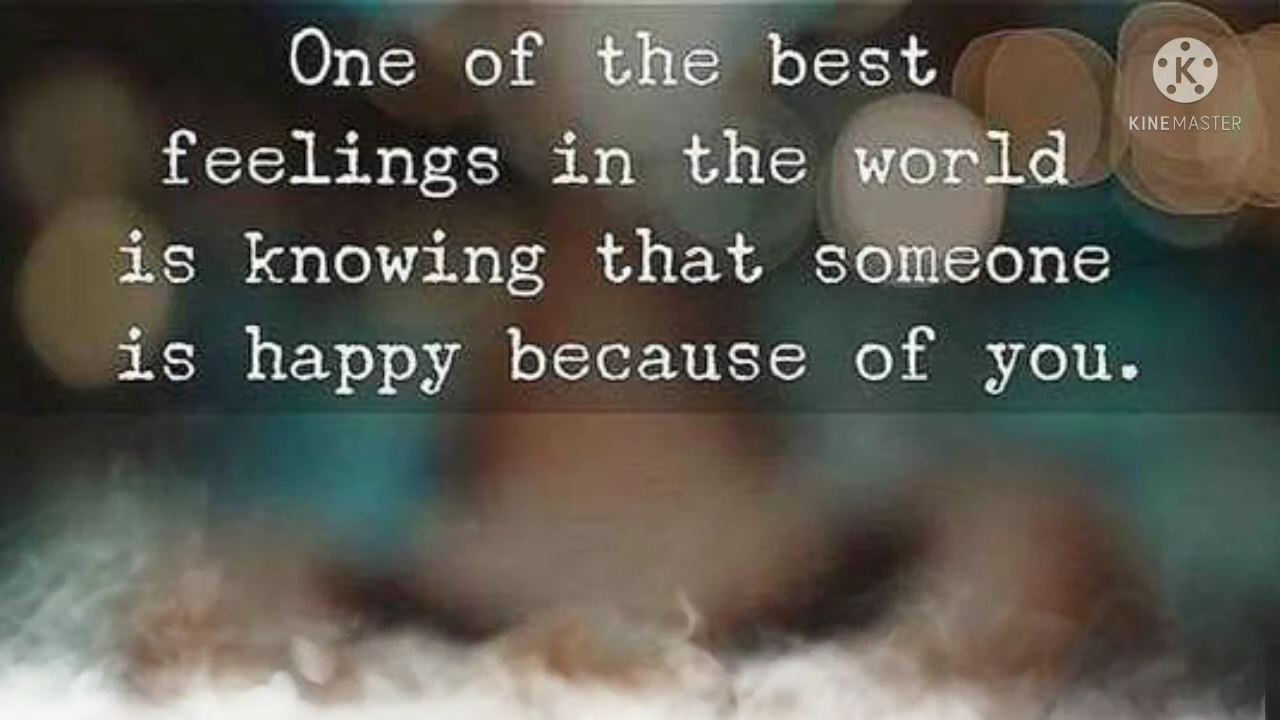 One of the best
feelings in the world
is knowing that someone
is happy because of you.
K
KINEMASTER